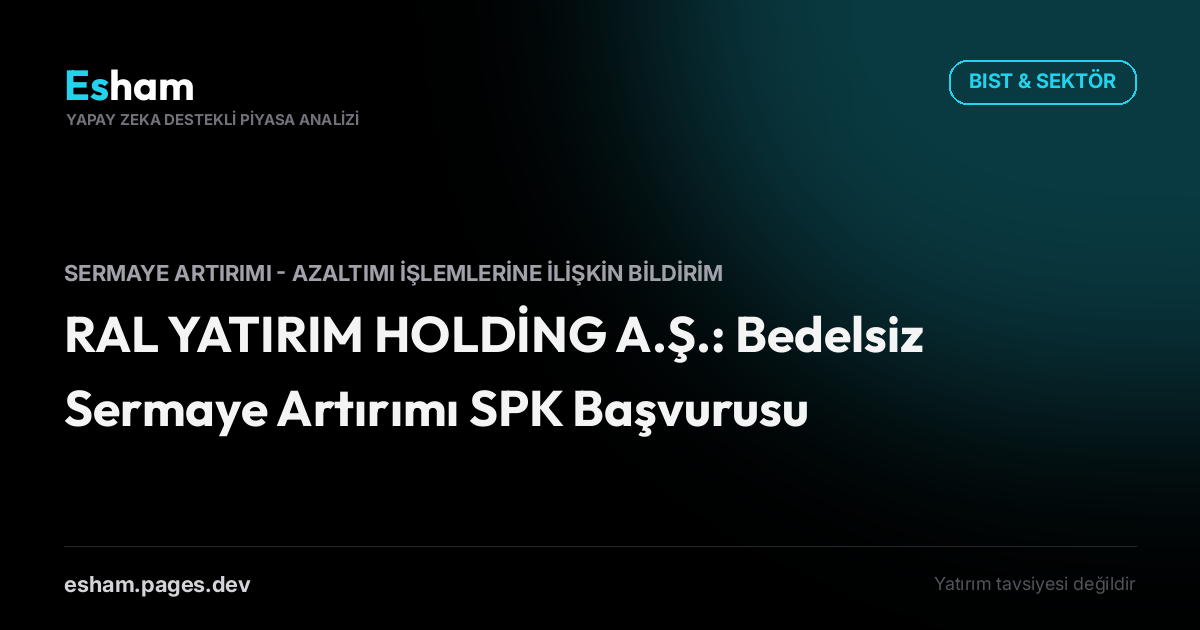 Esham
YAPAY ZEKA DESTEKLİ PİYASA ANALİZİ
BIST & SEKTÖR
SERMAYE ARTIRIMI - AZALTIMI İŞLEMLERİNE İLİŞKİN BİLDİRİM
RAL YATIRIM HOLDİNG A.Ş.: Bedelsiz
Sermaye Artırımı SPK Başvurusu
esham.pages.dev
Yatırım tavsiyesi değildir